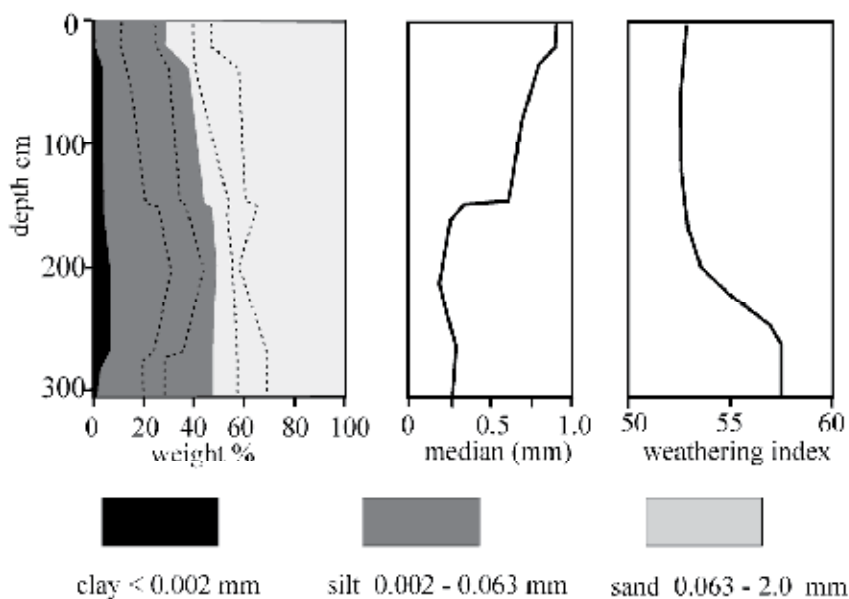 0
100
200
300
depth cm
0 20 40 60 80 100
weight %
0 0.5 1.0
median (mm)
50 55 60
weathering index
clay < 0.002 mm
silt 0.002 - 0.063 mm
sand 0.063 - 2.0 mm